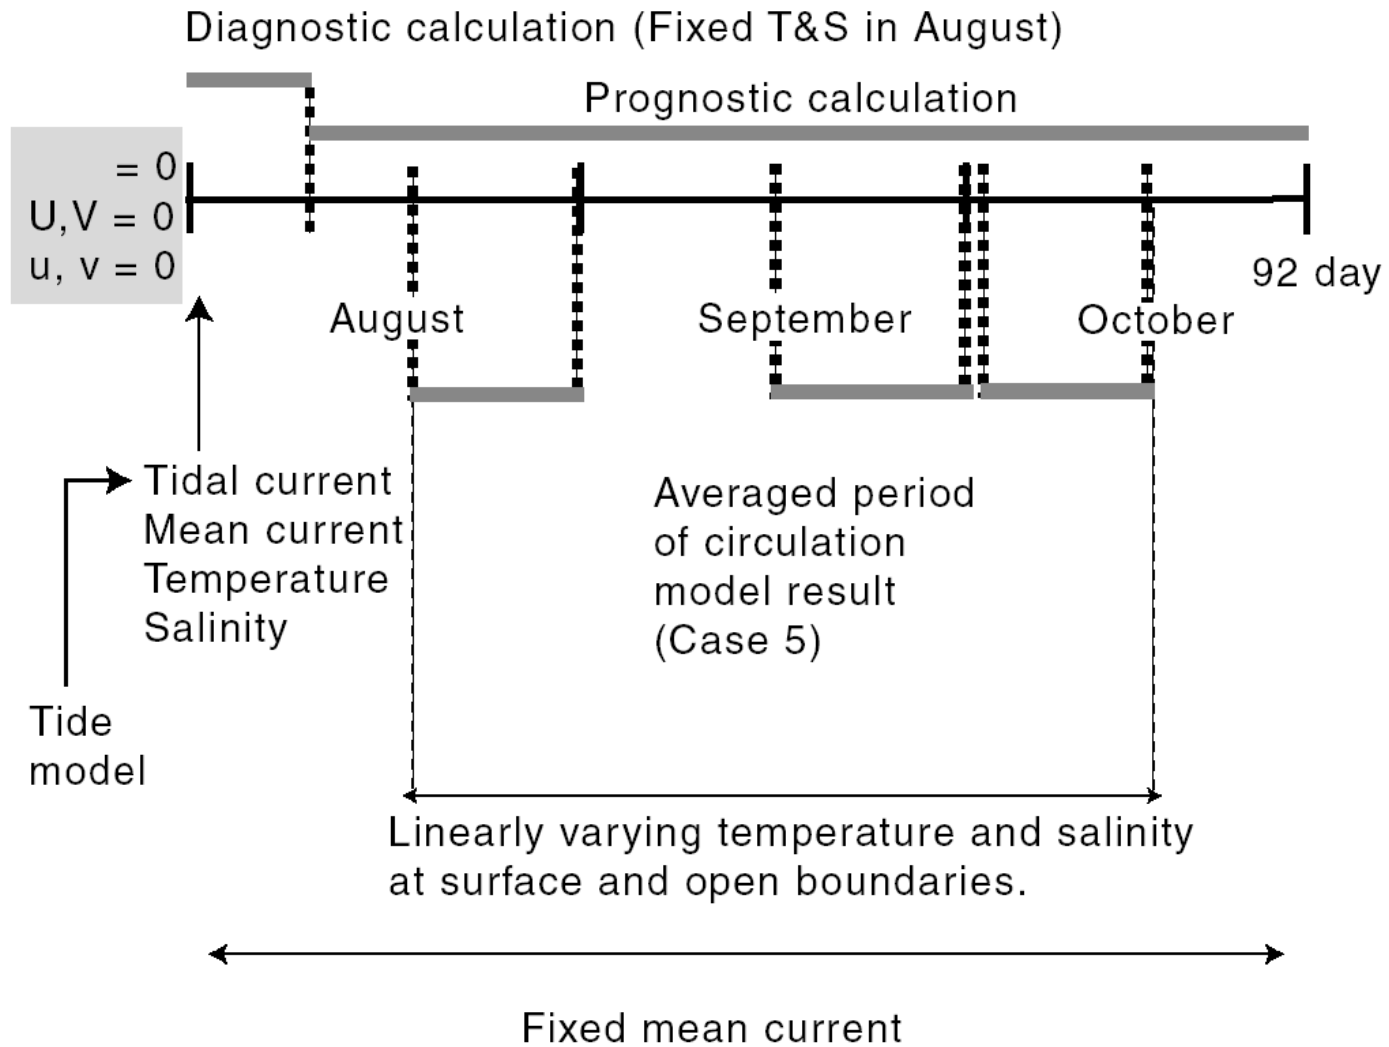 Diagnostic calculation (Fixed T&S in August)
Prognostic calculation
= 0
U,V = 0
u, v = 0
92 day
August
September
October
Tidal current
Mean current
Temperature
Salinity
Averaged period
of circulation
model result
(Case 5)
Tide
model
Linearly varying temperature and salinity
at surface and open boundaries.
Fixed mean current